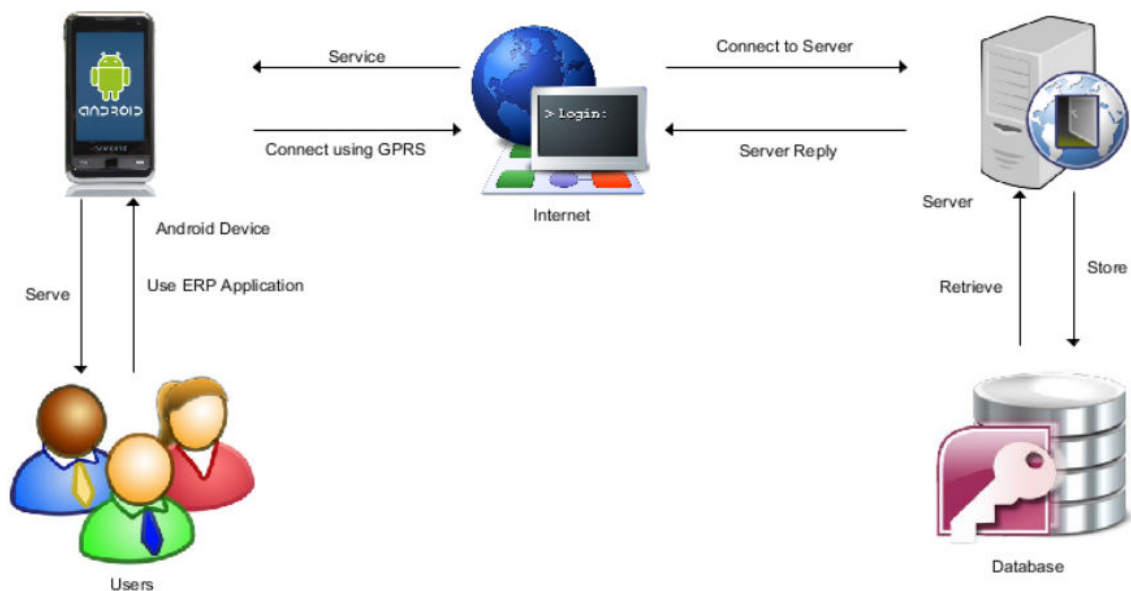 Service
Connect to Server
ANDROID
> login:
SAMSUNG
Connect using GPRS
Server Reply
Internet
Server
Android Device
Use ERP Application
Serve
Retrieve
Store
Users
Database